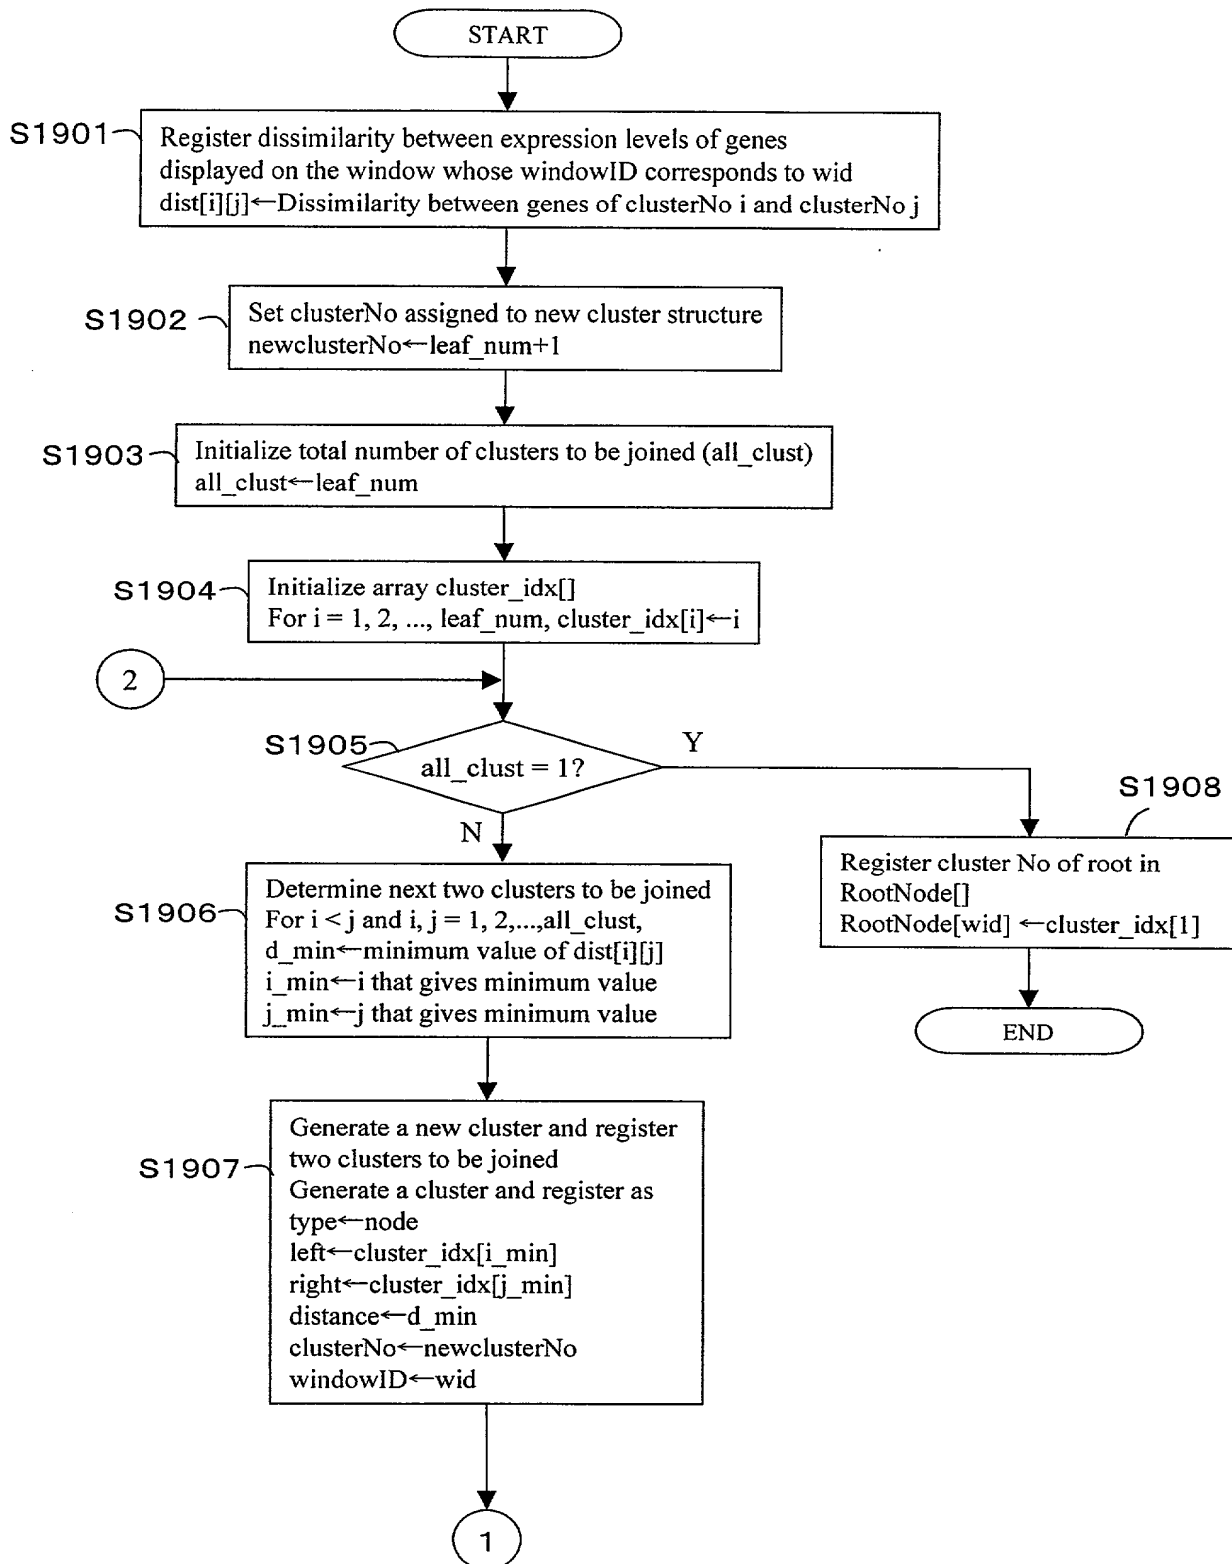 START
S1901
Register dissimilarity between expression levels of genes
displayed on the window whose windowID corresponds to wid
dist[i][j]←Dissimilarity between genes of clusterNo i and clusterNo j
S1902
Set clusterNo assigned to new cluster structure
newclusterNo←leaf_num+1
S1903
Initialize total number of clusters to be joined (all_clust)
all_clust←leaf_num
S1904
Initialize array cluster_idx[]
For i = 1, 2, ..., leaf_num, cluster_idx[i]←i
2
S1905
all_clust = 1?
Y
N
S1908
Register cluster No of root in
RootNode[]
RootNode[wid] ←cluster_idx[1]
END
S1906
Determine next two clusters to be joined
For i < j and i, j = 1, 2,...,all_clust,
d_min←minimum value of dist[i][j]
i_min←i that gives minimum value
j_min←j that gives minimum value
S1907
Generate a new cluster and register
two clusters to be joined
Generate a cluster and register as
type←node
left←cluster_idx[i_min]
right←cluster_idx[j_min]
distance←d_min
clusterNo←newclusterNo
windowID←wid
1